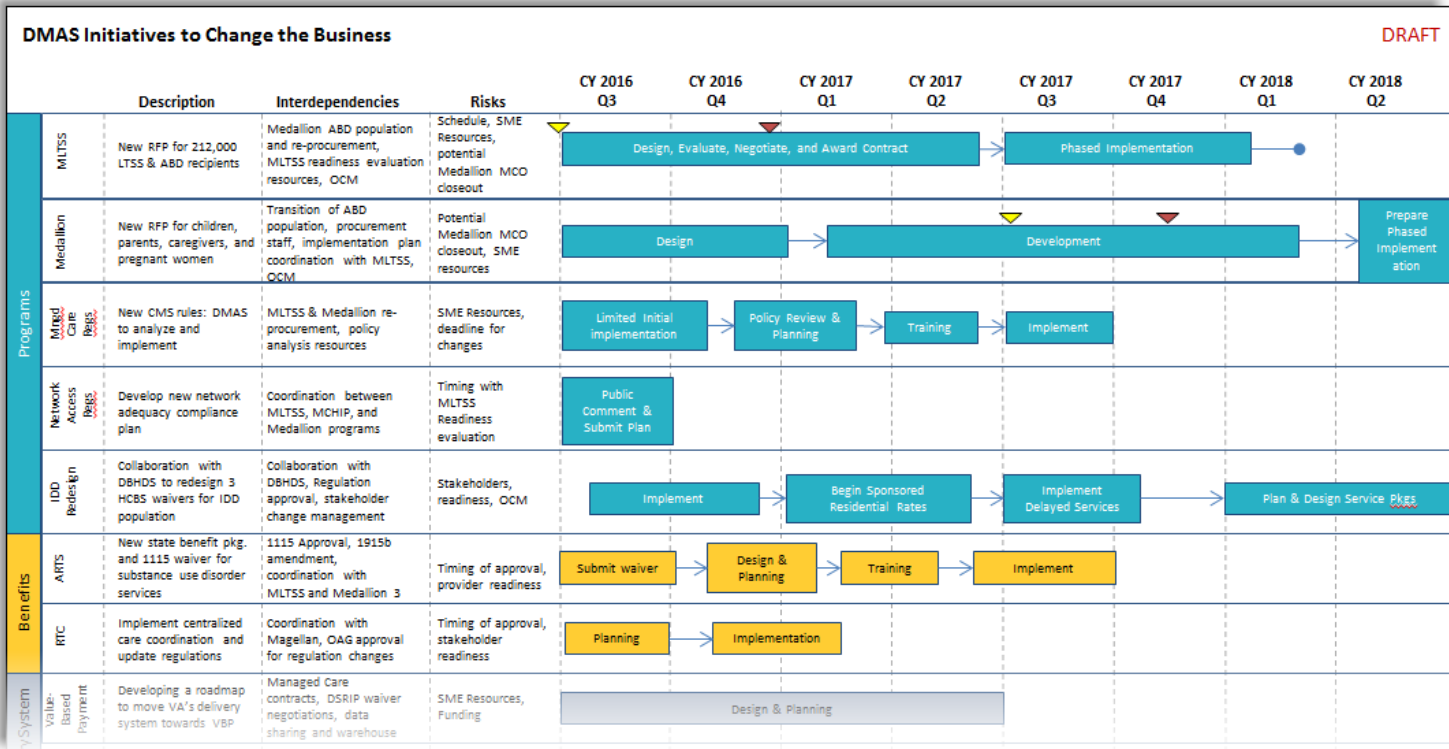 DMAS Initiatives to Change the Business
DRAFT
Description
Interdependencies
Risks
CY 2016
Q3
CY 2016
Q4
CY 2017
Q1
CY 2017
Q2
CY 2017
Q3
CY 2017
Q4
CY 2018
Q1
CY 2018
Q2
Programs
MLTSS
New RFP for 212,000
LTSS & ABD recipients
Medallion ABD population
and re-procurement,
MLTSS readiness evaluation
resources, OCM
Schedule, SME
Resources,
potential
Medallion MCO
closeout
Design, Evaluate, Negotiate, and Award Contract
Phased Implementation
Medallion
New RFP for children,
parents, caregivers, and
pregnant women
Transition of ABD
population, procurement
staff, implementation plan
coordination with MLTSS,
OCM
Potential
Medallion MCO
closeout, SME
resources
Design
Development
Prepare
Phased
Implement
ation
Mngd
Care
Regs
New CMS rules: DMAS
to analyze and
implement
MLTSS & Medallion re-
procurement, policy
analysis resources
SME Resources,
deadline for
changes
Limited Initial
implementation
Policy Review &
Planning
Training
Implement
Network
Access
Regs
Develop new network
adequacy compliance
plan
Coordination between
MLTSS, MCHIP, and
Medallion programs
Timing with
MLTSS
Readiness
evaluation
Public
Comment &
Submit Plan
IDD
Redesign
Collaboration with
DBHDS to redesign 3
HCBS waivers for IDD
population
Collaboration with
DBHDS, Regulation
approval, stakeholder
change management
Stakeholders,
readiness, OCM
Implement
Begin Sponsored
Residential Rates
Implement
Delayed Services
Plan & Design Service Pkgs
Benefits
ARTS
New state benefit pkg.
and 1115 waiver for
substance use disorder
services
1115 Approval, 1915b
amendment,
coordination with
MLTSS and Medallion 3
Timing of approval,
provider readiness
Submit waiver
Design &
Planning
Training
Implement
RTC
Implement centralized
care coordination and
update regulations
Coordination with
Magellan, OAG approval
for regulation changes
Timing of approval,
stakeholder
readiness
Planning
Implementation
System
Value-
Based
Payment
Developing a roadmap
to move VA's delivery
system towards VBP
Managed Care
contracts, DSRIP waiver
negotiations, data
sharing and warehouse
SME Resources,
Funding
Design & Planning